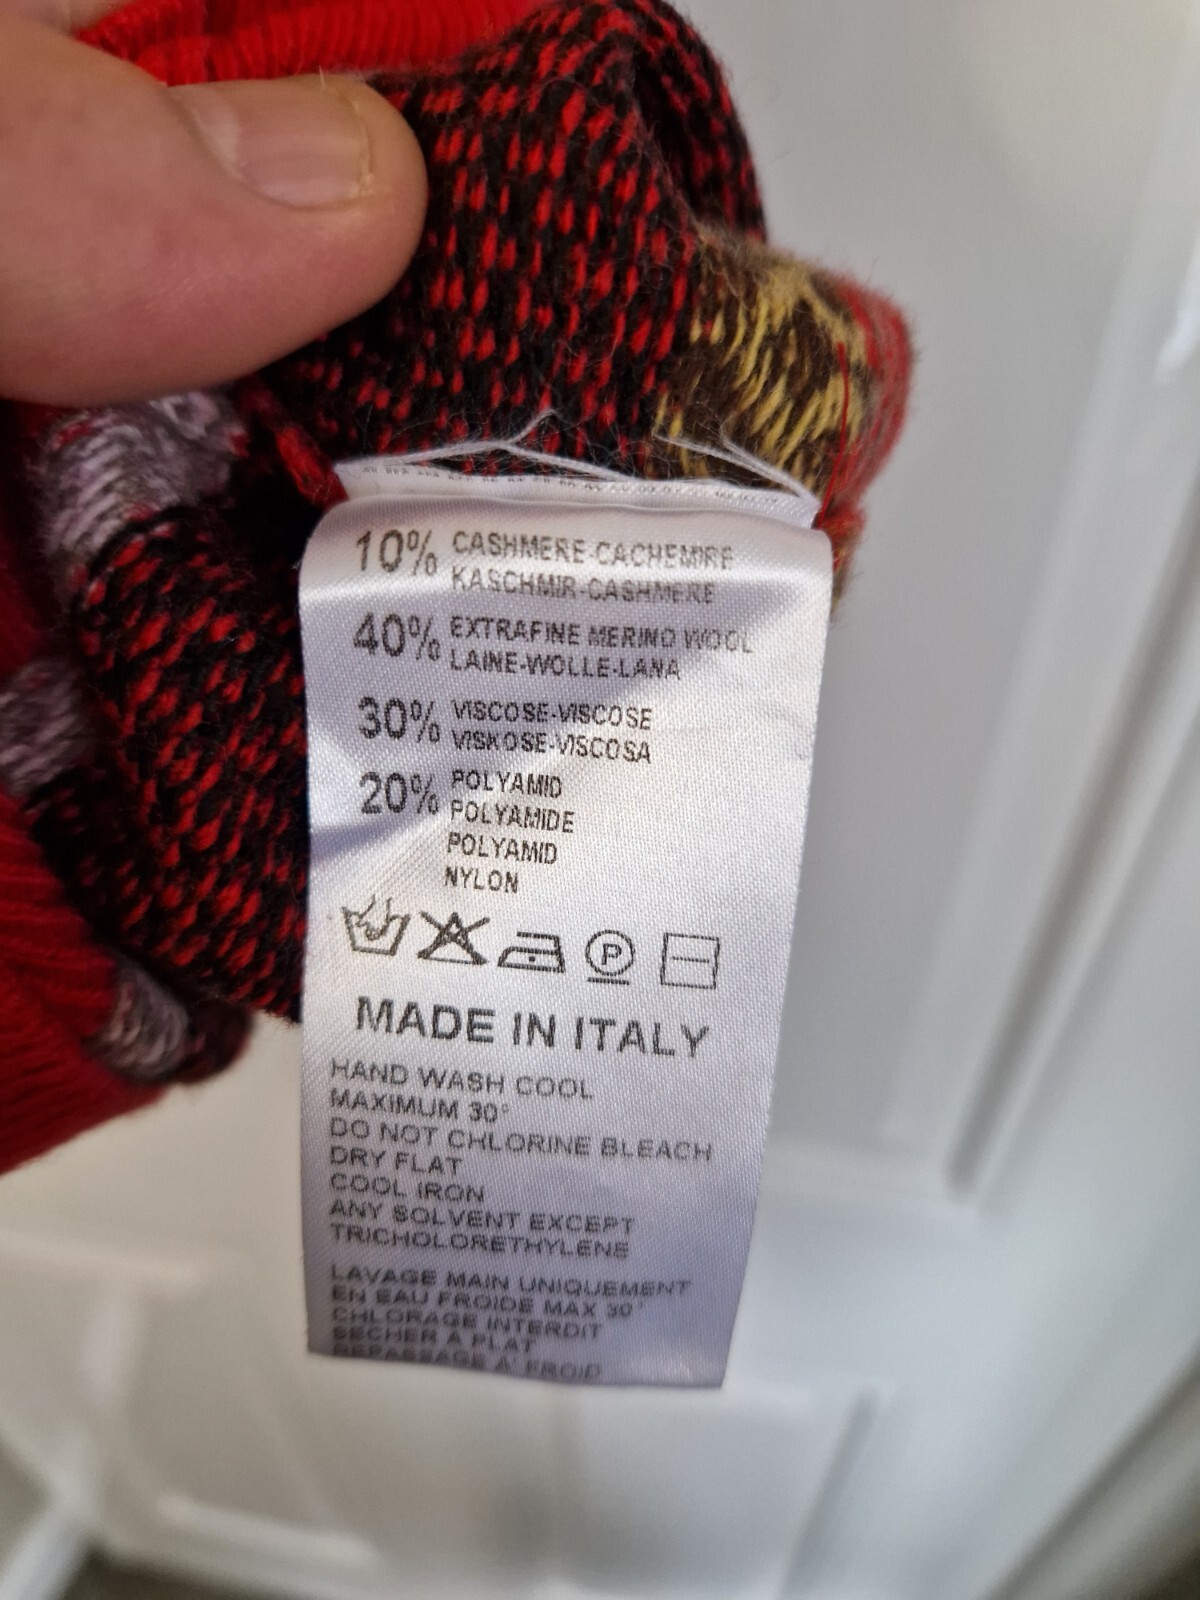 10% CASHMERE-CACHEMIRE
KASCHMIR-CASHMERE
40% EXTRAFINE MERINO WOOL
LAINE-WOLLE-LANA
30% VISCOSE-VISCOSE
VISKOSE-VISCOSA
20% POLYAMID
POLYAMIDE
POLYAMID
NYLON
P
MADE IN ITALY
HAND WASH COOL
MAXIMUM 30°
DO NOT CHLORINE BLEACH
DRY FLAT
COOL IRON
ANY SOLVENT EXCEPT
TRICHOLORETHYLENE
LAVAGE MAIN UNIQUEMENT
EN EAU FROIDE MAX 30°
CHLORAGE INTERDIT
SECHER A PLAT
REPASSAGE A' FROID